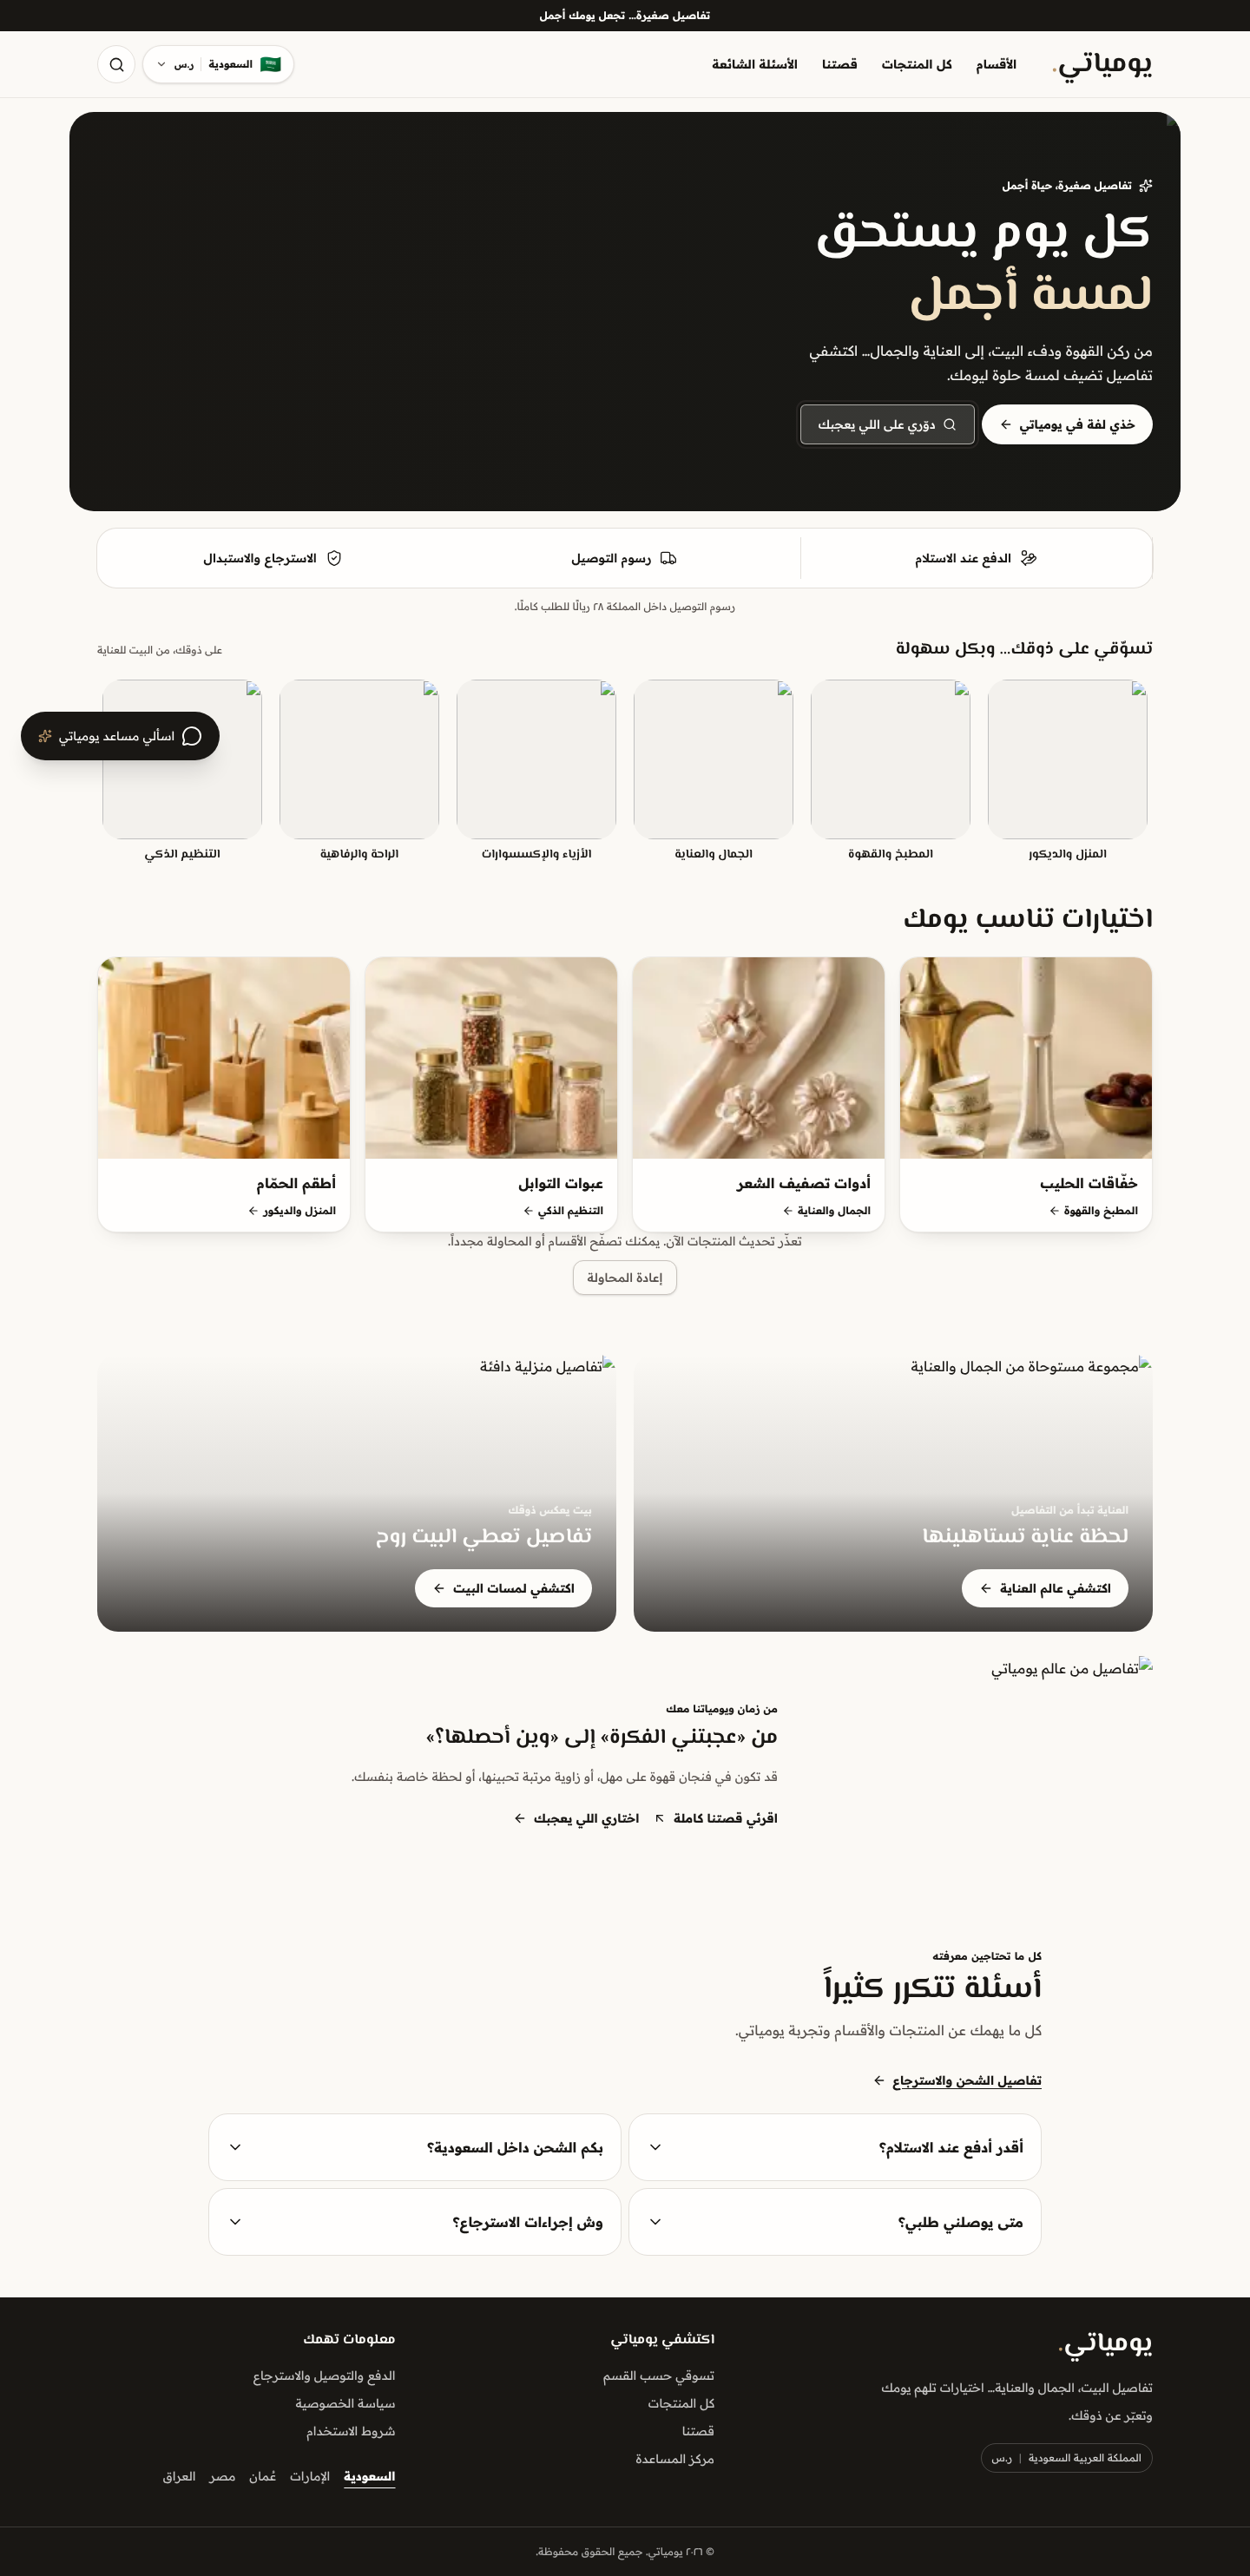 تفاصيل صغيرة... تجعل يومك أجمل
يومياتي.
الأقسام
كل المنتجات
قصتنا
الأسئلة الشائعة
السعودية
ر.س
تفاصيل صغيرة، حياة أجمل
كل يوم يستحق
لمسة أجمل
من ركن القهوة ودفء البيت، إلى العناية والجمال... اكتشفي
تفاصيل تضيف لمسة حلوة ليومك.
خذي لفة في يومياتي
دوّري على اللي يعجبك
الدفع عند الاستلام
رسوم التوصيل
الاسترجاع والاستبدال
رسوم التوصيل داخل المملكة ٢٨ ريالًا للطلب كاملًا.
تسوّقي على ذوقك... وبكل سهولة
على ذوقك، من البيت للعناية
المنزل والديكور
المطبخ والقهوة
الجمال والعناية
الأزياء والإكسسوارات
الراحة والرفاهية
التنظيم الذكي
اسألي مساعد يومياتي
اختيارات تناسب يومك
خفّاقات الحليب
المطبخ والقهوة
أدوات تصفيف الشعر
الجمال والعناية
عبوات التوابل
التنظيم الذكي
أطقم الحمّام
المنزل والديكور
تعذّر تحديث المنتجات الآن. يمكنك تصفّح الأقسام أو المحاولة مجدداً.
إعادة المحاولة
مجموعة مستوحاة من الجمال والعناية
العناية تبدأ من التفاصيل
لحظة عناية تستاهلينها
اكتشفي عالم العناية
تفاصيل منزلية دافئة
بيت يعكس ذوقك
تفاصيل تعطي البيت روح
اكتشفي لمسات البيت
تفاصيل من عالم يومياتي
من زمان ويومياتنا معك
من «عجبتني الفكرة» إلى «وين أحصلها؟»
قد تكون في فنجان قهوة على مهل، أو زاوية مرتبة تحبينها، أو لحظة خاصة بنفسك.
اقرئي قصتنا كاملة
اختاري اللي يعجبك
كل ما تحتاجين معرفته
أسئلة تتكرر كثيراً
كل ما يهمك عن المنتجات والأقسام وتجربة يومياتي.
تفاصيل الشحن والاسترجاع
أقدر أدفع عند الاستلام؟
بكم الشحن داخل السعودية؟
متى يوصلني طلبي؟
وش إجراءات الاسترجاع؟
يومياتي.
تفاصيل البيت، الجمال والعناية... اختيارات تلهم يومك
وتعبّر عن ذوقك.
المملكة العربية السعودية | ر.س
اكتشفي يومياتي
تسوقي حسب القسم
كل المنتجات
قصتنا
مركز المساعدة
معلومات تهمك
الدفع والتوصيل والاسترجاع
سياسة الخصوصية
شروط الاستخدام
السعودية
الإمارات
عُمان
مصر
العراق
© ٢٠٢٦ يومياتي. جميع الحقوق محفوظة.